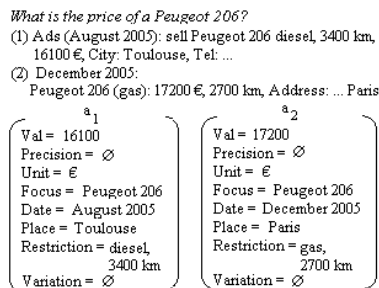 What is the price of a Peugeot 206?
(1) Ads (August 2005): sell Peugeot 206 diesel, 3400 km,
16100 €, City: Toulouse, Tel: ...
(2) December 2005:
Peugeot 206 (gas): 17200 €, 2700 km, Address: ... Paris
a1
Val = 16100
Precision = ∅
Unit = €
Focus = Peugeot 206
Date = August 2005
Place = Toulouse
Restriction = diesel,
3400 km
Variation = ∅
a2
Val = 17200
Precision = ∅
Unit = €
Focus = Peugeot 206
Date = December 2005
Place = Paris
Restriction = gas,
2700 km
Variation = ∅